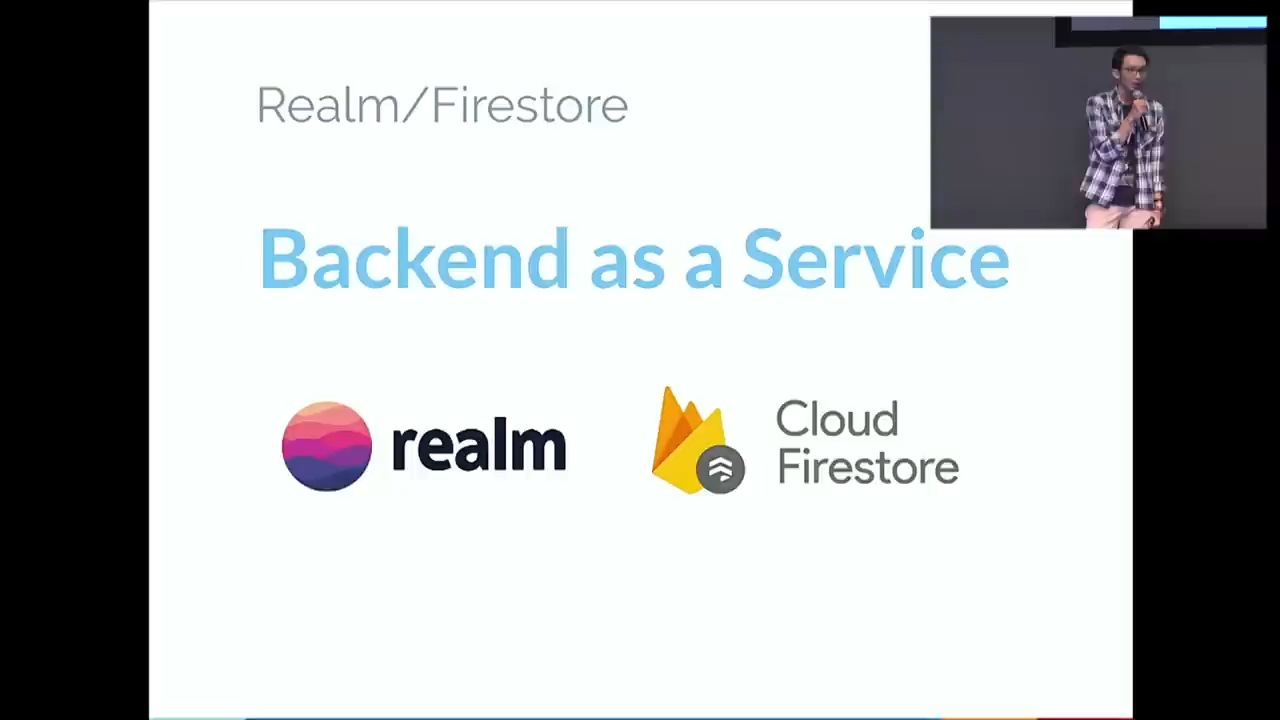 Realm/Firestore
Backend as a Service
realm
Cloud
Firestore